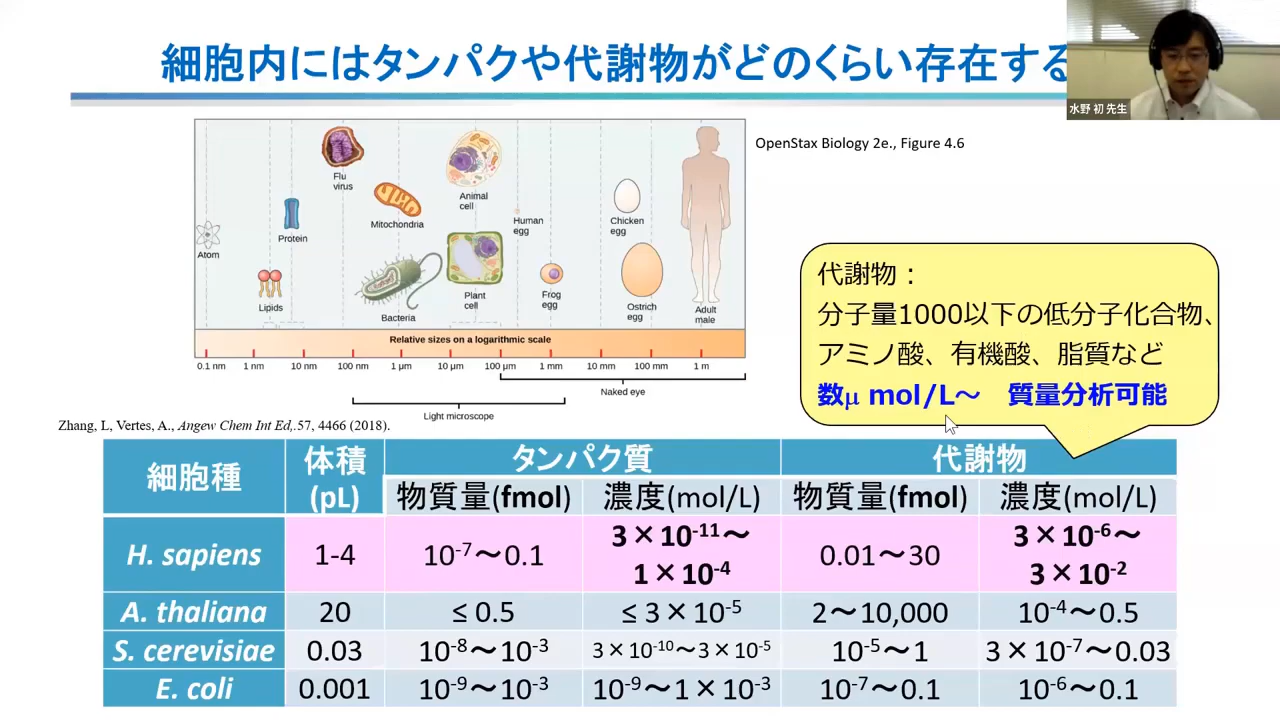 細胞内にはタンパクや代謝物がどのくらい存在する
水野 初 先生
OpenStax Biology 2e., Figure 4.6
Flu
virus
Animal
cell
Mitochondria
Human
egg
Chicken
egg
Protein
Atom
Lipids
Bacteria
Plant
cell
Frog
egg
Ostrich
egg
Adult
male
Relative sizes on a logarithmic scale
0.1 nm 1 nm 10 nm 100 nm 1 μm 10 μm 100 μm 1 mm 10 mm 100 mm 1 m
Naked eye
Light microscope
代謝物：
分子量1000以下の低分子化合物、
アミノ酸、有機酸、脂質など
数μ mol/L～　質量分析可能
Zhang, L, Vertes, A., Angew Chem Int Ed,.57, 4466 (2018).
細胞種 体積 (pL) タンパク質 代謝物
物質量(fmol) 濃度(mol/L) 物質量(fmol) 濃度(mol/L)
H. sapiens 1-4 10⁻⁷～0.1 3×10⁻¹¹～ 1×10⁻⁴ 0.01～30 3×10⁻⁶～ 3×10⁻²
A. thaliana 20 ≤ 0.5 ≤ 3×10⁻⁵ 2～10,000 10⁻⁴～0.5
S. cerevisiae 0.03 10⁻⁸～10⁻³ 3×10⁻¹⁰～3×10⁻⁵ 10⁻⁵～1 3×10⁻⁷～0.03
E. coli 0.001 10⁻⁹～10⁻³ 10⁻⁹～1×10⁻³ 10⁻⁷～0.1 10⁻⁶～0.1